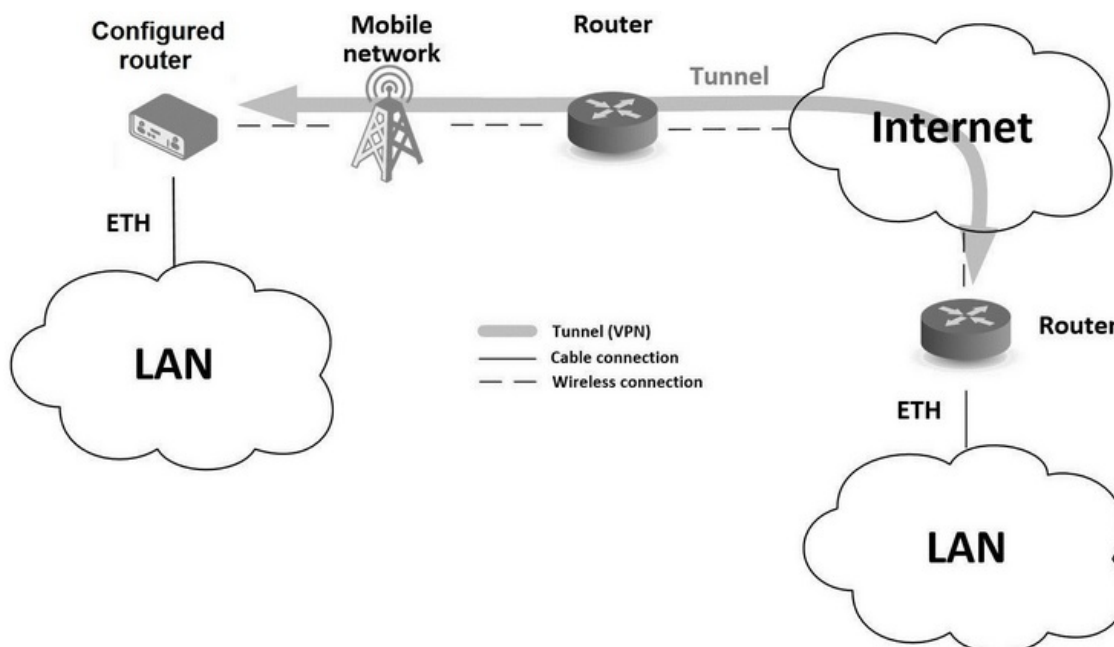 Configured
router
Mobile
network
Router
Tunnel
Internet
ETH
LAN
Tunnel (VPN)
Cable connection
Wireless connection
Router
ETH
LAN